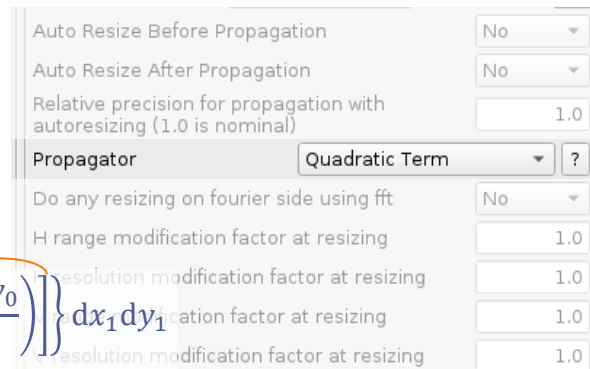 Auto Resize Before Propagation No
Auto Resize After Propagation No
Relative precision for propagation with
autoresizing (1.0 is nominal) 1.0
Propagator Quadratic Term ?
Do any resizing on fourier side using fft No
H range modification factor at resizing 1.0
resolution modification factor at resizing 1.0
0)]} dx₁dy₁
modification factor at resizing 1.0
V resolution modification factor at resizing 1.0